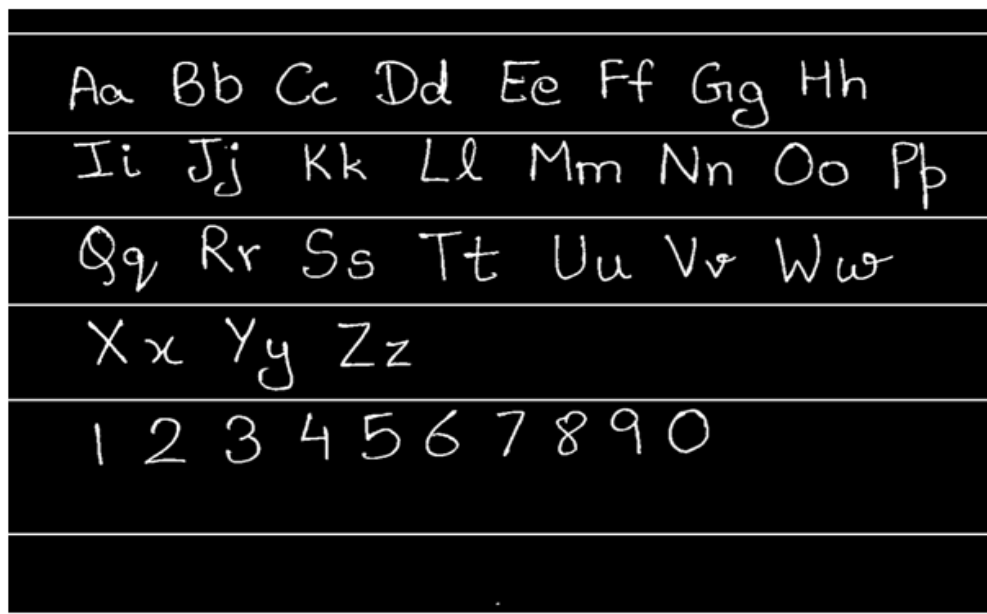 Aa Bb Cc Dd Ee Ff Gg Hh
Ii Jj Kk Ll Mm Nn Oo Pp
Qq Rr Ss Tt Uu Vv Ww
Xx Yy Zz
1 2 3 4 5 6 7 8 9 0